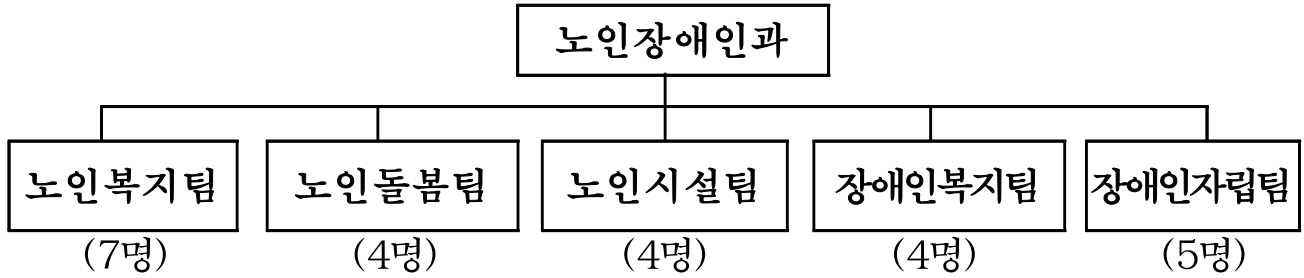 노인장애인과
노인복지팀 노인돌봄팀 노인시설팀 장애인복지팀 장애인자립팀
(7명) (4명) (4명) (4명) (5명)